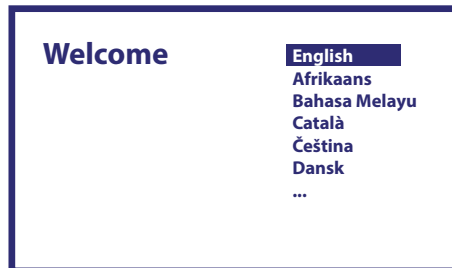 Welcome
English
Afrikaans
Bahasa Melayu
Català
Čeština
Dansk
...